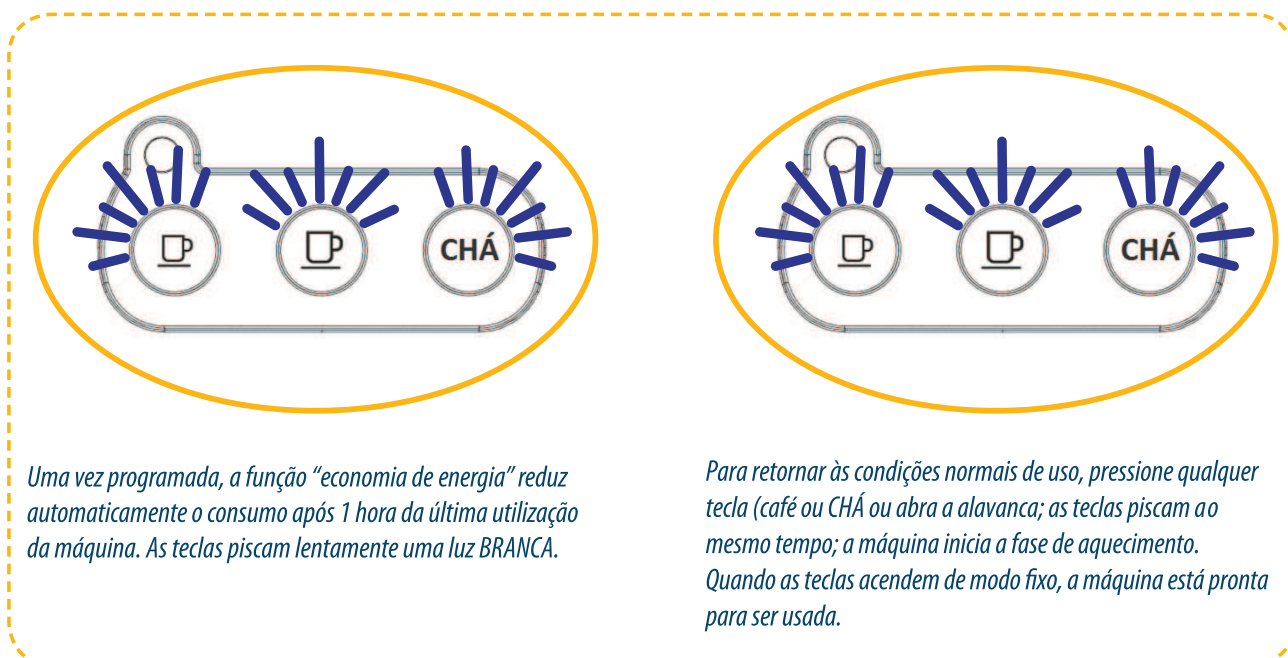 CHÁ
Uma vez programada, a função “economia de energia” reduz
automaticamente o consumo após 1 hora da última utilização
da máquina. As teclas piscam lentamente uma luz BRANCA.
CHÁ
Para retornar às condições normais de uso, pressione qualquer
tecla (café ou CHÁ ou abra a alavanca; as teclas piscam ao
mesmo tempo; a máquina inicia a fase de aquecimento.
Quando as teclas acendem de modo fixo, a máquina está pronta
para ser usada.